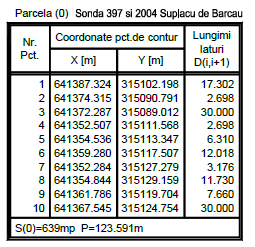 Parcela (0) Sonda 397 si 2004 Suplacu de Barcau
Nr. Pct. Coordonate pct.de contur Lungimi laturi D(i,i+1)
X [m] Y [m]
1 641387.324 315102.198 17.302
2 641374.315 315090.791 2.698
3 641372.287 315089.012 30.000
4 641352.507 315111.568 2.698
5 641354.536 315113.347 6.310
6 641359.280 315117.507 12.018
7 641352.284 315127.279 3.176
8 641354.844 315129.159 11.730
9 641361.786 315119.704 7.660
10 641367.545 315124.754 30.000
S(0)=639mp P=123.591m